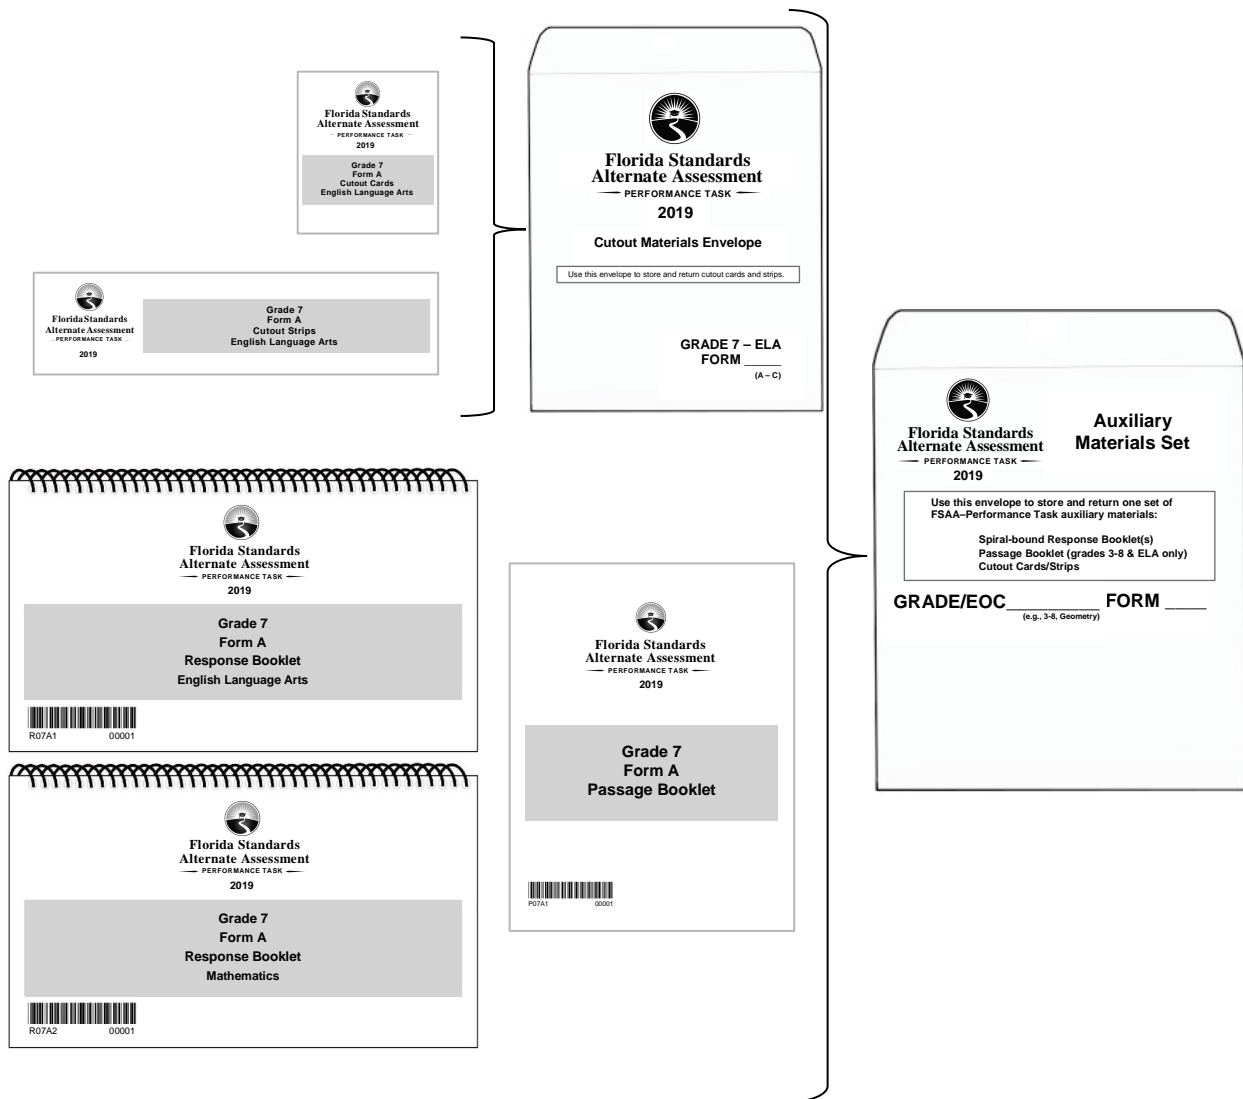 Florida Standards
Alternate Assessment
PERFORMANCE TASK
2019
Grade 7
Form A
Cutout Cards
English Language Arts
Florida Standards
Alternate Assessment
PERFORMANCE TASK
2019
Grade 7
Form A
Cutout Strips
English Language Arts
Florida Standards
Alternate Assessment
PERFORMANCE TASK
2019
Cutout Materials Envelope
Use this envelope to store and return cutout cards and strips.
GRADE 7 – ELA
FORM _____
(A – C)
Florida Standards
Alternate Assessment
PERFORMANCE TASK
2019
Grade 7
Form A
Response Booklet
English Language Arts
R07A1 00001
Florida Standards
Alternate Assessment
PERFORMANCE TASK
2019
Grade 7
Form A
Response Booklet
Mathematics
R07A2 00001
Florida Standards
Alternate Assessment
PERFORMANCE TASK
2019
Grade 7
Form A
Passage Booklet
P07A1 00001
Florida Standards
Alternate Assessment
PERFORMANCE TASK
2019
Auxiliary
Materials Set
Use this envelope to store and return one set of
FSAA–Performance Task auxiliary materials:
Spiral-bound Response Booklet(s)
Passage Booklet (grades 3-8 & ELA only)
Cutout Cards/Strips
GRADE/EOC_________ FORM ____
(e.g., 3-8, Geometry)